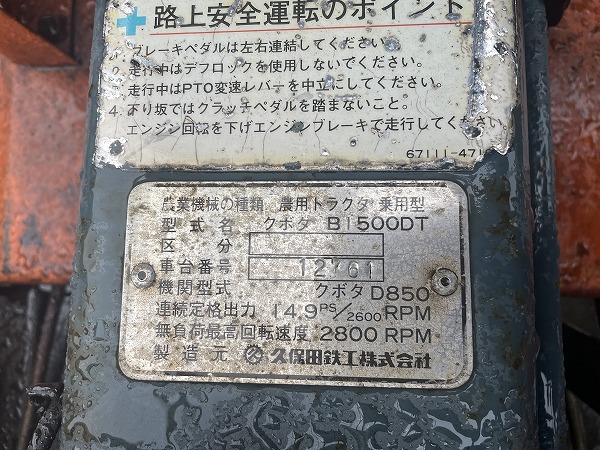 路上安全運転のポイント
1. ブレーキペダルは左右連結してください。
2. 走行中はデフロックを使用しないでください。
3. 走行中はPTO変速レバーを中立にしてください。
4. 下り坂ではクラッチペダルを踏まないこと。
エンジン回転を下げエンジンブレーキで走行してください。
67111-471
農業機械の種類 農用トラクタ 乗用型
型式名 クボタ B1500DT
区分
車台番号 12761
機関型式 クボタ D850
連続定格出力 14.9PS/2600RPM
無負荷最高回転速度 2800RPM
製造元 久保田鉄工株式会社